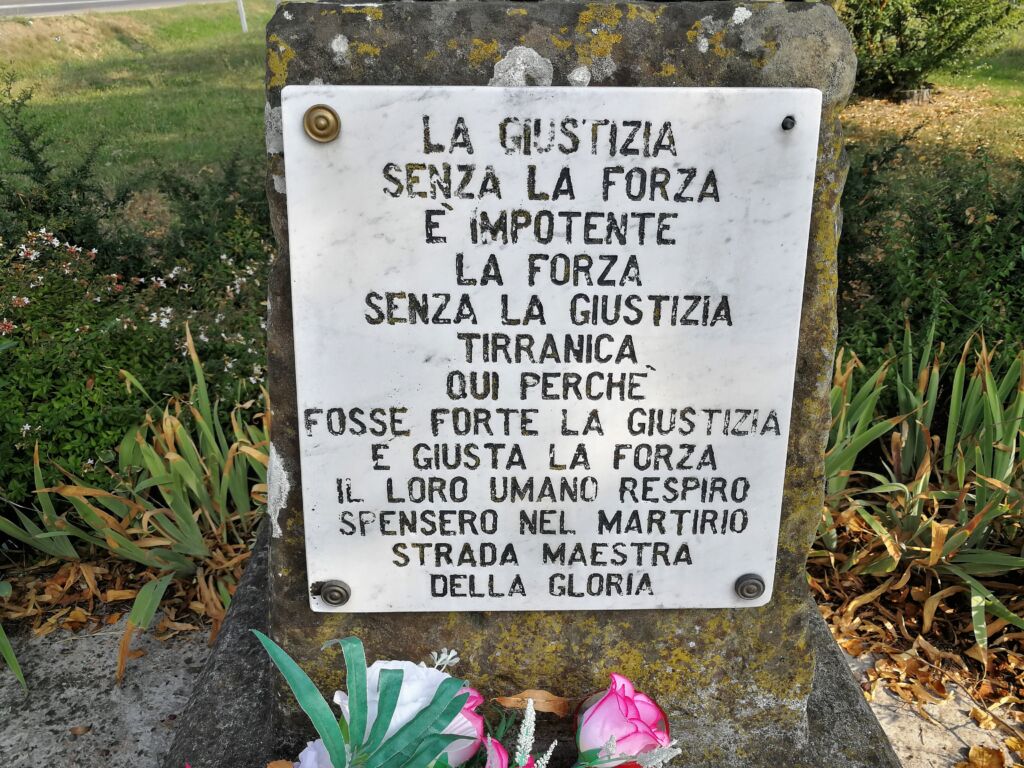 LA GIUSTIZIA
SENZA LA FORZA
È IMPOTENTE
LA FORZA
SENZA LA GIUSTIZIA
TIRRANICA
QUI PERCHÈ
FOSSE FORTE LA GIUSTIZIA
E GIUSTA LA FORZA
IL LORO UMANO RESPIRO
SPENSERO NEL MARTIRIO
STRADA MAESTRA
DELLA GLORIA